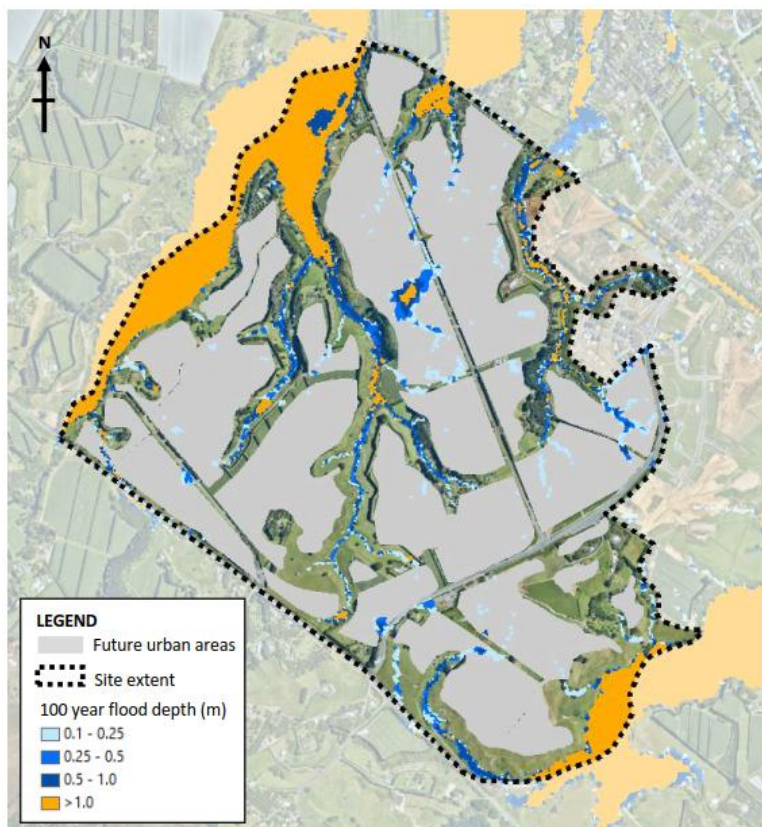 N
LEGEND
Future urban areas
Site extent
100 year flood depth (m)
0.1 - 0.25
0.25 - 0.5
0.5 - 1.0
>1.0